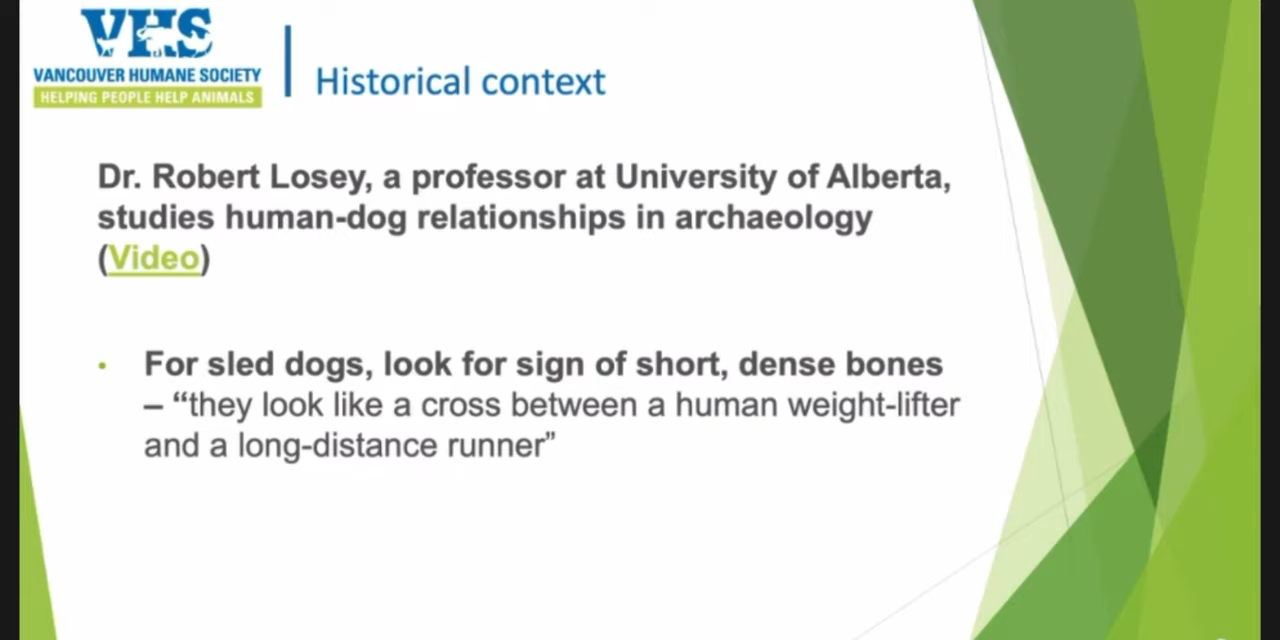 VHS
VANCOUVER HUMANE SOCIETY
HELPING PEOPLE HELP ANIMALS
Historical context
Dr. Robert Losey, a professor at University of Alberta,
studies human-dog relationships in archaeology
(Video)
• For sled dogs, look for sign of short, dense bones
– “they look like a cross between a human weight-lifter
and a long-distance runner”